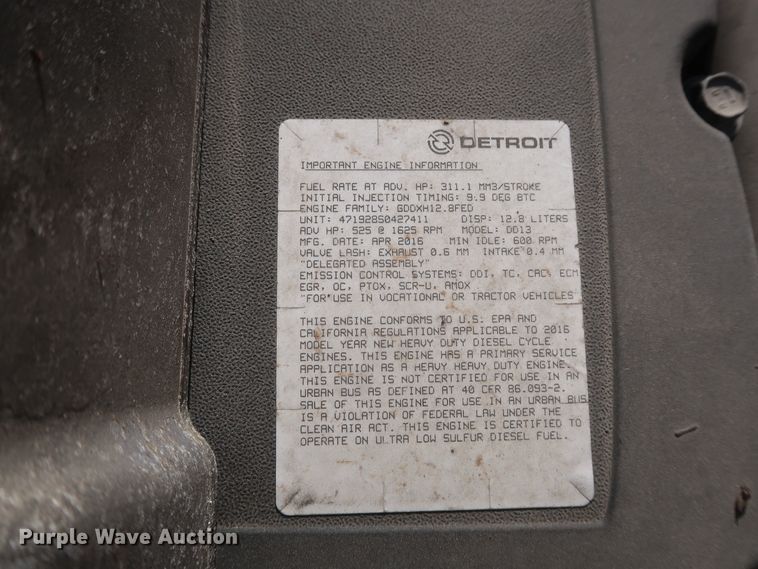 DETROIT
IMPORTANT ENGINE INFORMATION
FUEL RATE AT ADV. HP: 311.1 MM3/STROKE
INITIAL INJECTION TIMING: 9.9 DEG BTC
ENGINE FAMILY: GDDXH12.8FED
UNIT: 471928S0427411 DISP: 12.8 LITERS
ADV HP: 525 @ 1625 RPM MODEL: DD13
MFG. DATE: APR 2016 MIN IDLE: 600 RPM
VALVE LASH: EXHAUST 0.6 MM INTAKE 0.4 MM
"DELEGATED ASSEMBLY"
EMISSION CONTROL SYSTEMS: DDI, TC, CAC, ECM
EGR, OC, PTOX, SCR-U, AMOX
"FOR USE IN VOCATIONAL OR TRACTOR VEHICLES
THIS ENGINE CONFORMS TO U.S. EPA AND
CALIFORNIA REGULATIONS APPLICABLE TO 2016
MODEL YEAR NEW HEAVY DUTY DIESEL CYCLE
ENGINES. THIS ENGINE HAS A PRIMARY SERVICE
APPLICATION AS A HEAVY HEAVY DUTY ENGINE.
THIS ENGINE IS NOT CERTIFIED FOR USE IN AN
URBAN BUS AS DEFINED AT 40 CFR 86.093-2.
SALE OF THIS ENGINE FOR USE IN AN URBAN BUS
IS A VIOLATION OF FEDERAL LAW UNDER THE
CLEAN AIR ACT. THIS ENGINE IS CERTIFIED TO
OPERATE ON ULTRA LOW SULFUR DIESEL FUEL.
Purple Wave Auction®